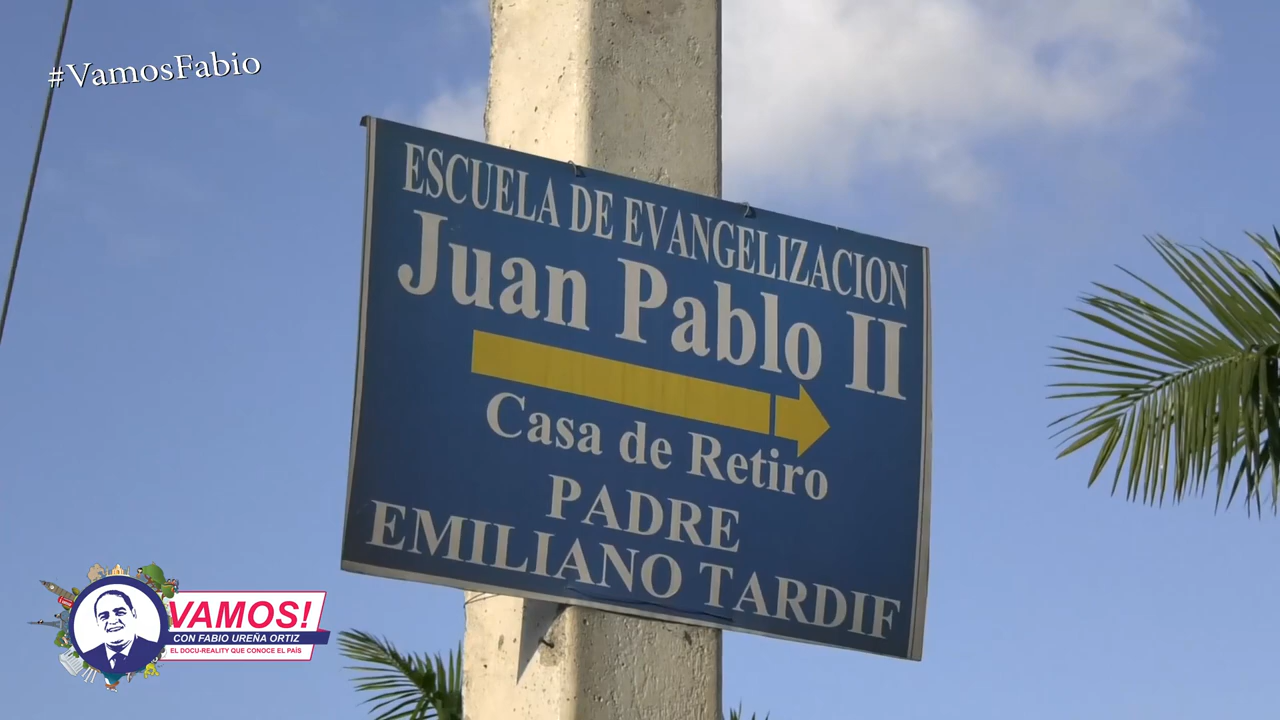 #VamosFabio
ESCUELA DE EVANGELIZACION
Juan Pablo II
Casa de Retiro
PADRE
EMILIANO TARDIF
VAMOS!
CON FABIO UREÑA ORTIZ
EL DOCU-REALITY QUE CONOCE EL PAÍS